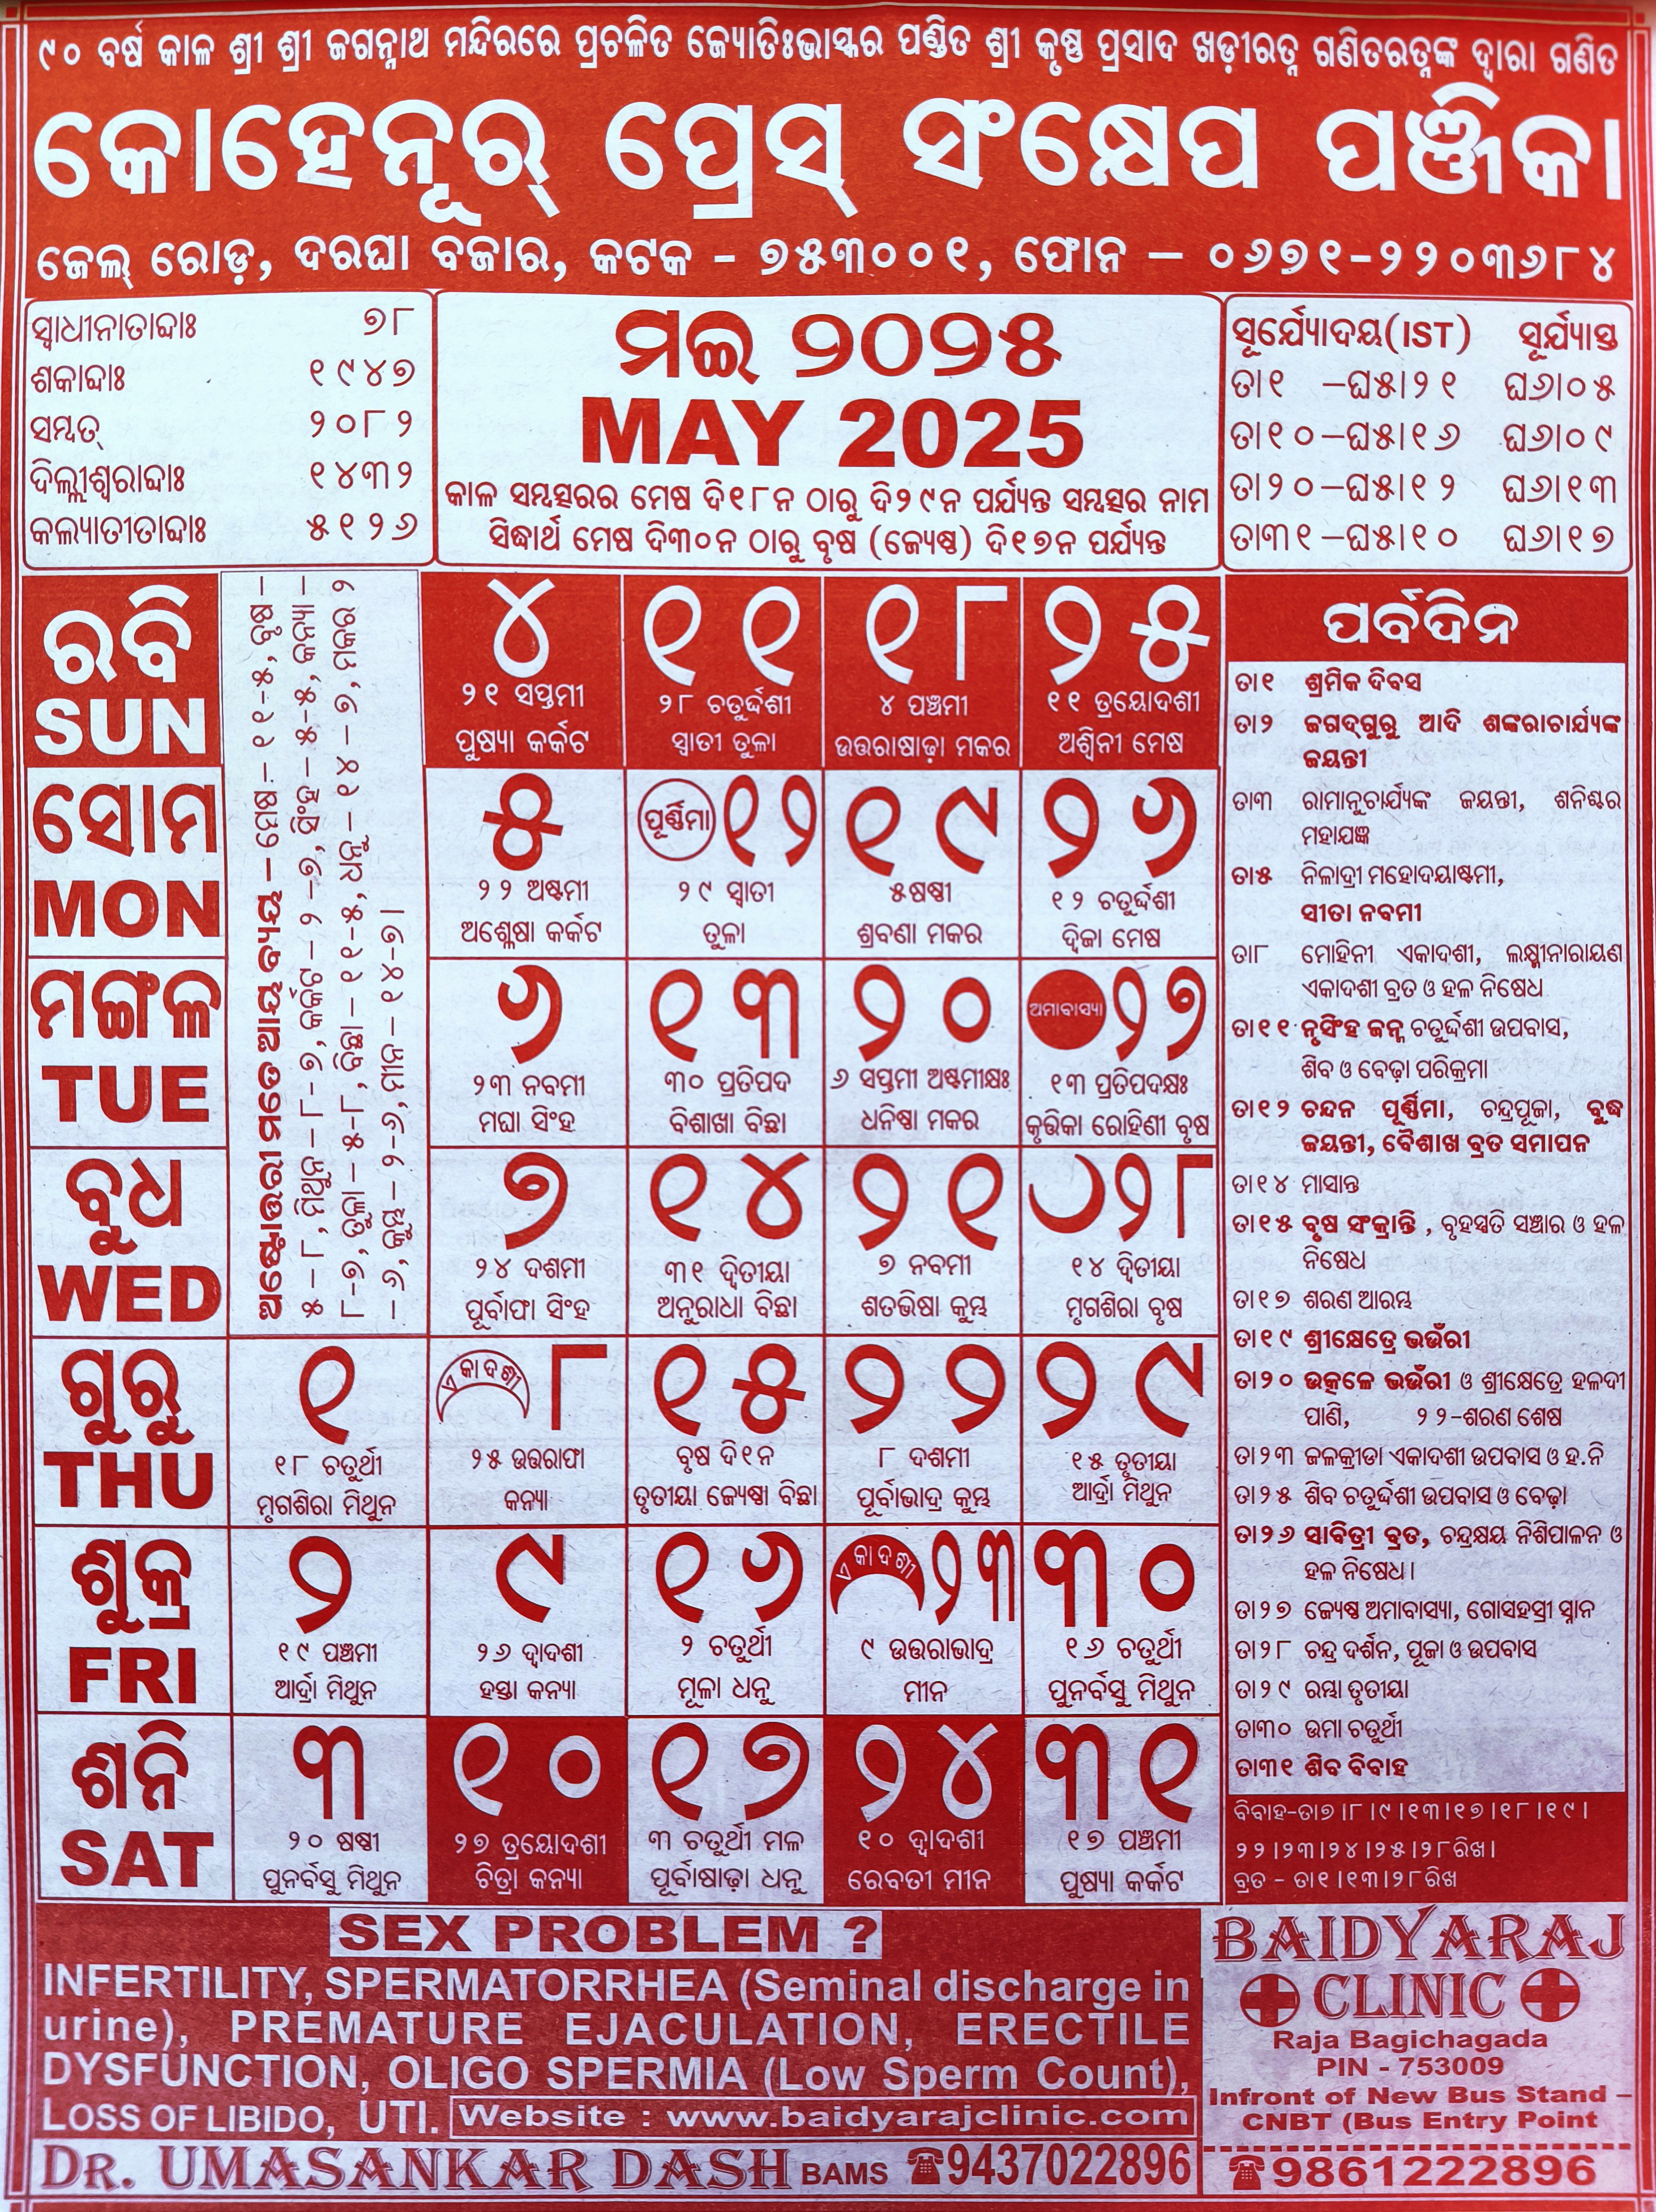 ୯୦ ବର୍ଷ କାଳ ଶ୍ରୀ ଶ୍ରୀ ଜଗନ୍ନାଥ ମନ୍ଦିରରେ ପ୍ରଚଳିତ ଜ୍ୟୋତିଃଭାସ୍କର ପଣ୍ଡିତ ଶ୍ରୀ କୃଷ୍ଣ ପ୍ରସାଦ ଖଡ଼ୀରତ୍ନ ଗଣିତରତ୍ନଙ୍କ ଦ୍ୱାରା ଗଣିତ
କୋହେନୂର୍ ପ୍ରେସ୍ ସଂକ୍ଷେପ ପଞ୍ଜିକା
ଜେଲ୍ ରୋଡ଼, ଦରଘା ବଜାର, କଟକ - ୭୫୩୦୦୧, ଫୋନ – ୦୬୭୧-୨୨୦୩୬୮୪
ସ୍ୱାଧୀନାତାବ୍ଦାଃ ୭୮
ଶକାବ୍ଦାଃ ୧୯୪୭
ସମ୍ବତ୍ ୨୦୮୨
ଦିଲ୍ଲୀଶ୍ୱରାବ୍ଦାଃ ୧୪୩୨
କଲ୍ୟାତୀତାବ୍ଦାଃ ୫୧୨୬
ମଇ ୨୦୨୫
MAY 2025
କାଳ ସମ୍ବତ୍ସରର ମେଷ ଦି୧୮ନ ଠାରୁ ଦି୨୯ନ ପର୍ଯ୍ୟନ୍ତ ସମ୍ବତ୍ସର ନାମ
ସିଦ୍ଧାର୍ଥ ମେଷ ଦି୩୦ନ ଠାରୁ ବୃଷ (ଜ୍ୟେଷ୍ଠ) ଦି୧୭ନ ପର୍ଯ୍ୟନ୍ତ
ସୂର୍ଯ୍ୟୋଦୟ(IST) ସୂର୍ଯ୍ୟାସ୍ତ
ତା୧ –ଘ୫।୨୧ ଘ୬।୦୫
ତା୧୦–ଘ୫।୧୬ ଘ୬।୦୯
ତା୨୦–ଘ୫।୧୨ ଘ୬।୧୩
ତା୩୧–ଘ୫।୧୦ ଘ୬।୧୭
ଅଷ୍ଟୋତ୍ତରୀ ମତେ ଆୟ ବ୍ୟୟ – ମେଷ – ୧୧-୫, ବୃଷ –
୫ – ୮, ମିଥୁନ – ୮-୭, କର୍କଟ – ୨-୭, ସିଂହ – ୫-୫, କନ୍ୟା –
୮-୭, ତୁଳା – ୫-୮, ବିଛା – ୧୧-୫, ଧନୁ – ୧୪ – ୭, ମକର ୨
– ୬, କୁମ୍ଭ – ୨-୬, ମୀନ – ୧୪-୭।
ରବି
SUN
୪ ୧୧ ୧୮ ୨୫
୨୧ ସପ୍ତମୀ ୨୮ ଚତୁର୍ଦ୍ଦଶୀ ୪ ପଞ୍ଚମୀ ୧୧ ତ୍ରୟୋଦଶୀ
ପୁଷ୍ୟା କର୍କଟ ସ୍ୱାତୀ ତୁଳା ଉତ୍ତରାଷାଢ଼ା ମକର ଅଶ୍ୱିନୀ ମେଷ
ସୋମ
MON
୫ ପୂର୍ଣ୍ଣିମା ୧୨ ୧୯ ୨୬
୨୨ ଅଷ୍ଟମୀ ୨୯ ସ୍ୱାତୀ ୫ଷଷ୍ଠୀ ୧୨ ଚତୁର୍ଦ୍ଦଶୀ
ଅଶ୍ଳେଷା କର୍କଟ ତୁଳା ଶ୍ରବଣା ମକର ଦ୍ୱିଜା ମେଷ
ମଙ୍ଗଳ
TUE
୬ ୧୩ ୨୦ ଅମାବାସ୍ୟା ୨୭
୨୩ ନବମୀ ୩୦ ପ୍ରତିପଦ ୬ ସପ୍ତମୀ ଅଷ୍ଟମୀକ୍ଷଃ ୧୩ ପ୍ରତିପଦକ୍ଷଃ
ମଘା ସିଂହ ବିଶାଖା ବିଛା ଧନିଷ୍ଠା ମକର କୃତ୍ତିକା ରୋହିଣୀ ବୃଷ
ବୁଧ
WED
୭ ୧୪ ୨୧ ୨୮
୨୪ ଦଶମୀ ୩୧ ଦ୍ୱିତୀୟା ୭ ନବମୀ ୧୪ ଦ୍ୱିତୀୟା
ପୂର୍ବାଫା ସିଂହ ଅନୁରାଧା ବିଛା ଶତଭିଷା କୁମ୍ଭ ମୃଗଶିରା ବୃଷ
ଗୁରୁ
THU
୧ ଏକାଦଶୀ ୮ ୧୫ ୨୨ ୨୯
୧୮ ଚତୁର୍ଥୀ ୨୫ ଉତ୍ତରାଫା ବୃଷ ଦି୧ନ ୮ ଦଶମୀ ୧୫ ତୃତୀୟା
ମୃଗଶିରା ମିଥୁନ କନ୍ୟା ତୃତୀୟା ଜ୍ୟେଷ୍ଠା ବିଛା ପୂର୍ବାଭାଦ୍ର କୁମ୍ଭ ଆର୍ଦ୍ରା ମିଥୁନ
ଶୁକ୍ର
FRI
୨ ୯ ୧୬ ଏକାଦଶୀ ୨୩ ୩୦
୧୯ ପଞ୍ଚମୀ ୨୬ ଦ୍ୱାଦଶୀ ୨ ଚତୁର୍ଥୀ ୯ ଉତ୍ତରାଭାଦ୍ର ୧୬ ଚତୁର୍ଥୀ
ଆର୍ଦ୍ରା ମିଥୁନ ହସ୍ତା କନ୍ୟା ମୂଳା ଧନୁ ମୀନ ପୁନର୍ବସୁ ମିଥୁନ
ଶନି
SAT
୩ ୧୦ ୧୭ ୨୪ ୩୧
୨୦ ଷଷ୍ଠୀ ୨୭ ତ୍ରୟୋଦଶୀ ୩ ଚତୁର୍ଥୀ ମଳ ୧୦ ଦ୍ୱାଦଶୀ ୧୭ ପଞ୍ଚମୀ
ପୁନର୍ବସୁ ମିଥୁନ ଚିତ୍ରା କନ୍ୟା ପୂର୍ବାଷାଢ଼ା ଧନୁ ରେବତୀ ମୀନ ପୁଷ୍ୟା କର୍କଟ
ପର୍ବଦିନ
ତା୧ ଶ୍ରମିକ ଦିବସ
ତା୨ ଜଗଦ୍‌ଗୁରୁ ଆଦି ଶଙ୍କରାଚାର୍ଯ୍ୟଙ୍କ
ଜୟନ୍ତୀ
ତା୩ ରାମାନୁଚାର୍ଯ୍ୟଙ୍କ ଜୟନ୍ତୀ, ଶନିଶ୍ଚର
ମହାଯଜ୍ଞ
ତା୫ ନିଳାଦ୍ରୀ ମହୋଦୟାଷ୍ଟମୀ,
ସୀତା ନବମୀ
ତା୮ ମୋହିନୀ ଏକାଦଶୀ, ଲକ୍ଷ୍ମୀନାରାୟଣ
ଏକାଦଶୀ ବ୍ରତ ଓ ହଳ ନିଷେଧ
ତା୧୧ ନୃସିଂହ ଜନ୍ମ ଚତୁର୍ଦ୍ଦଶୀ ଉପବାସ,
ଶିବ ଓ ବେଢ଼ା ପରିକ୍ରମା
ତା୧୨ ଚନ୍ଦନ ପୂର୍ଣ୍ଣିମା, ଚନ୍ଦ୍ରପୂଜା, ବୁଦ୍ଧ
ଜୟନ୍ତୀ, ବୈଶାଖ ବ୍ରତ ସମାପନ
ତା୧୪ ମାସାନ୍ତ
ତା୧୫ ବୃଷ ସଂକ୍ରାନ୍ତି , ବୃହସ୍ପତି ସଞ୍ଚାର ଓ ହଳ
ନିଷେଧ
ତା୧୭ ଶରଣ ଆରମ୍ଭ
ତା୧୯ ଶ୍ରୀକ୍ଷେତ୍ରେ ଭଉଁରୀ
ତା୨୦ ଉତ୍କଳେ ଭଉଁରୀ ଓ ଶ୍ରୀକ୍ଷେତ୍ରେ ହଳଦୀ
ପାଣି, ୨୨-ଶରଣ ଶେଷ
ତା୨୩ ଜଳକ୍ରୀଡା ଏକାଦଶୀ ଉପବାସ ଓ ହ.ନି
ତା୨୫ ଶିବ ଚତୁର୍ଦ୍ଦଶୀ ଉପବାସ ଓ ବେଢ଼ା
ତା୨୬ ସାବିତ୍ରୀ ବ୍ରତ, ଚନ୍ଦ୍ରକ୍ଷୟ ନିଶିପାଳନ ଓ
ହଳ ନିଷେଧ।
ତା୨୭ ଜ୍ୟେଷ୍ଠ ଅମାବାସ୍ୟା, ଗୋସହସ୍ରୀ ସ୍ନାନ
ତା୨୮ ଚନ୍ଦ୍ର ଦର୍ଶନ, ପୂଜା ଓ ଉପବାସ
ତା୨୯ ରମ୍ଭା ତୃତୀୟା
ତା୩୦ ଉମା ଚତୁର୍ଥୀ
ତା୩୧ ଶିବ ବିବାହ
ବିବାହ-ତା୭।୮।୯।୧୩।୧୭।୧୮।୧୯।
୨୨।୨୩।୨୪।୨୫।୨୮ରିଖ।
ବ୍ରତ - ତା୧।୧୩।୨୮ରିଖ
SEX PROBLEM ?
INFERTILITY, SPERMATORRHEA (Seminal discharge in
urine), PREMATURE EJACULATION, ERECTILE
DYSFUNCTION, OLIGO SPERMIA (Low Sperm Count),
LOSS OF LIBIDO, UTI. Website : www.baidyarajclinic.com
DR. UMASANKAR DASH BAMS ☎9437022896
BAIDYARAJ
CLINIC
Raja Bagichagada
PIN - 753009
Infront of New Bus Stand –
CNBT (Bus Entry Point
☎9861222896